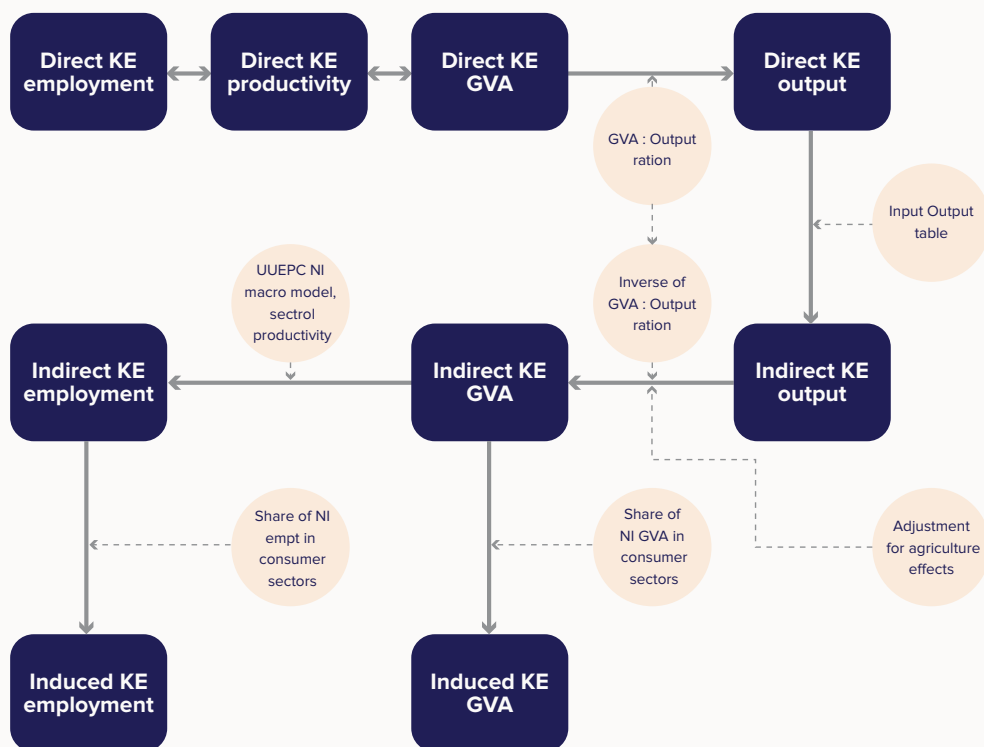 Direct KE
employment
Direct KE
productivity
Direct KE
GVA
Direct KE
output
GVA : Output
ration
Input Output
table
UUEPC NI
macro model,
sectrol
productivity
Inverse of
GVA : Output
ration
Indirect KE
employment
Indirect KE
GVA
Indirect KE
output
Share of NI
empt in
consumer
sectors
Share of
NI GVA in
consumer
sectors
Adjustment
for agriculture
effects
Induced KE
employment
Induced KE
GVA